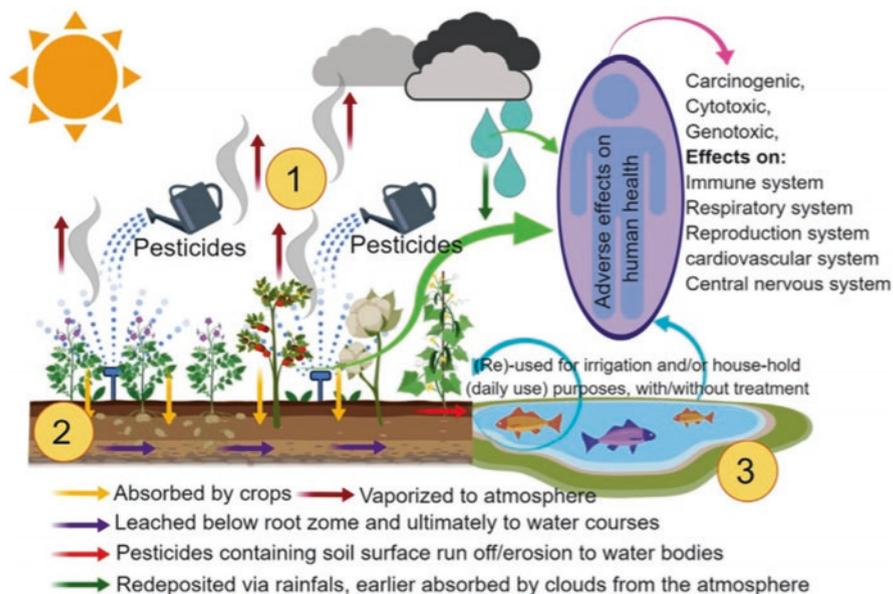 1
Pesticides
Pesticides
Adverse effects on
human health
Carcinogenic,
Cytotoxic,
Genotoxic,
Effects on:
Immune system
Respiratory system
Reproduction system
cardiovascular system
Central nervous system
(Re)-used for irrigation and/or house-hold
(daily use) purposes, with/without treatment
2
3
Absorbed by crops
Vaporized to atmosphere
Leached below root zome and ultimately to water courses
Pesticides containing soil surface run off/erosion to water bodies
Redeposited via rainfals, earlier absorbed by clouds from the atmosphere